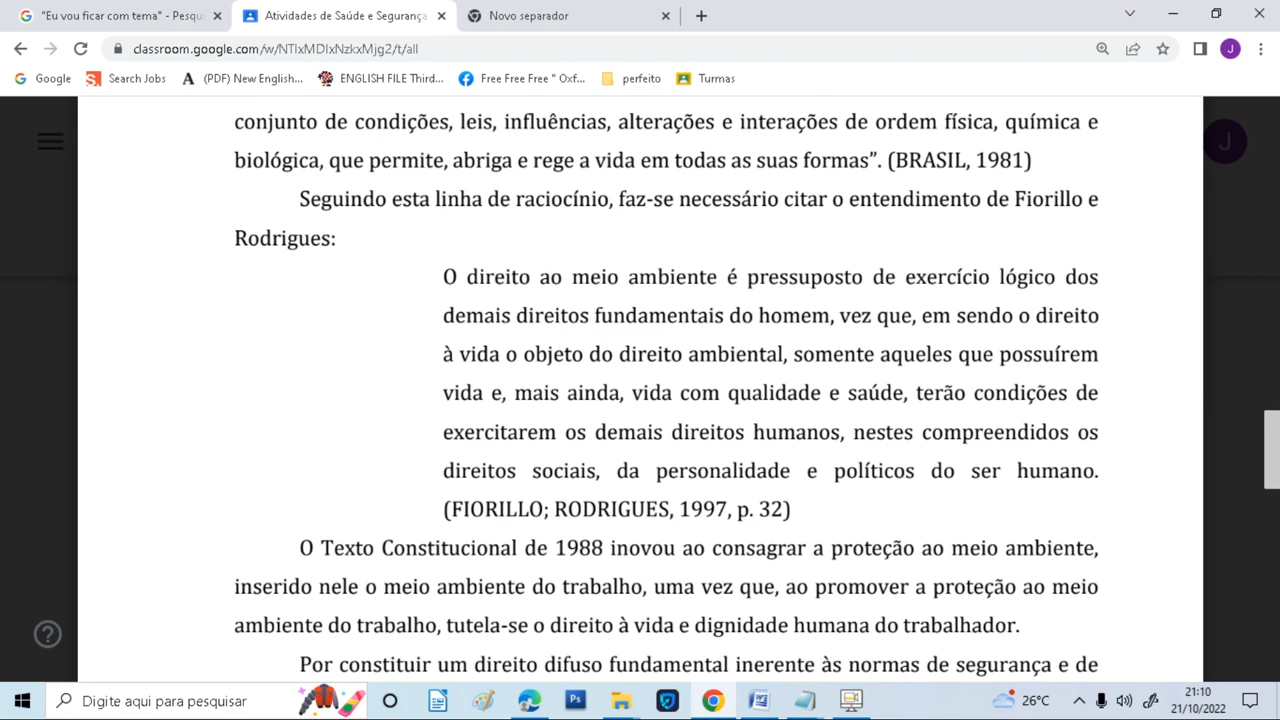 "Eu vou ficar com tema" - Pesqu
Atividades de Saúde e Segurança
Novo separador
classroom.google.com/w/NTIxMDIxNzkxMjg2/t/all
J
Google
Search Jobs
(PDF) New English...
ENGLISH FILE Third...
Free Free Free " Oxf...
perfeito
Turmas
J
conjunto de condições, leis, influências, alterações e interações de ordem física, química e
biológica, que permite, abriga e rege a vida em todas as suas formas”. (BRASIL, 1981)
Seguindo esta linha de raciocínio, faz-se necessário citar o entendimento de Fiorillo e
Rodrigues:
O direito ao meio ambiente é pressuposto de exercício lógico dos
demais direitos fundamentais do homem, vez que, em sendo o direito
à vida o objeto do direito ambiental, somente aqueles que possuírem
vida e, mais ainda, vida com qualidade e saúde, terão condições de
exercitarem os demais direitos humanos, nestes compreendidos os
direitos sociais, da personalidade e políticos do ser humano.
(FIORILLO; RODRIGUES, 1997, p. 32)
O Texto Constitucional de 1988 inovou ao consagrar a proteção ao meio ambiente,
inserido nele o meio ambiente do trabalho, uma vez que, ao promover a proteção ao meio
ambiente do trabalho, tutela-se o direito à vida e dignidade humana do trabalhador.
Por constituir um direito difuso fundamental inerente às normas de segurança e de
Digite aqui para pesquisar
Ps
26°C
21:10
21/10/2022